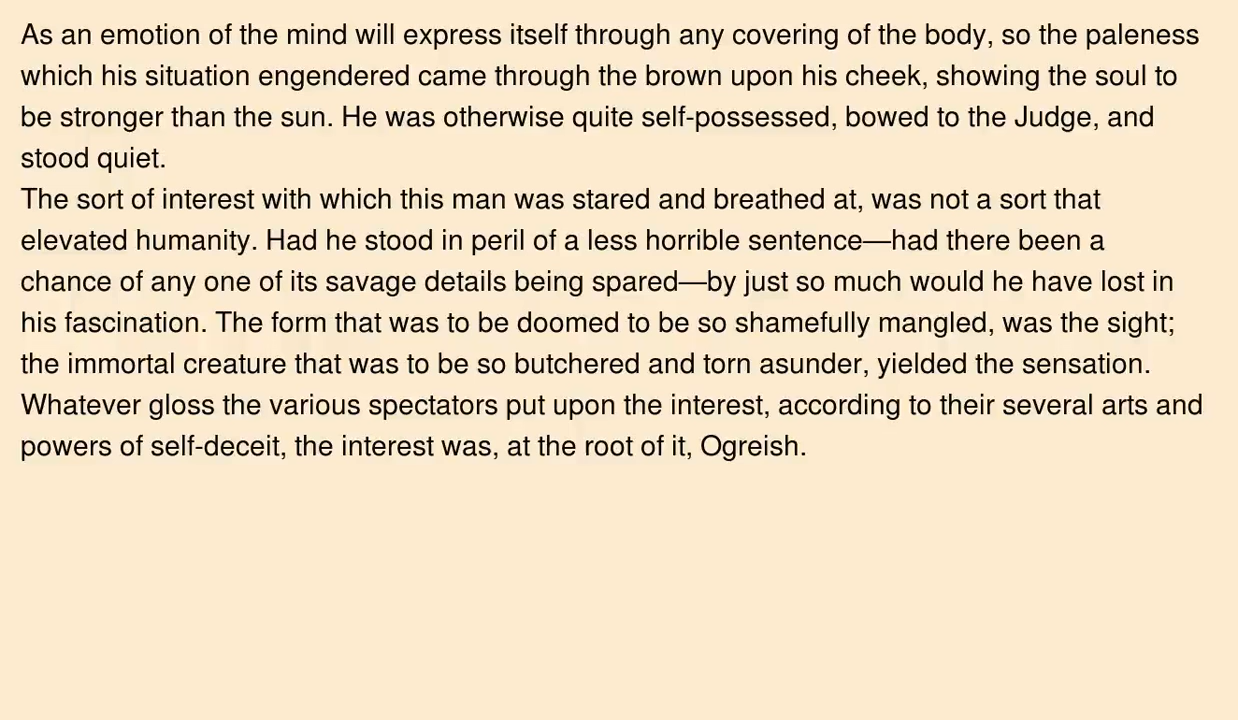 As an emotion of the mind will express itself through any covering of the body, so the paleness
which his situation engendered came through the brown upon his cheek, showing the soul to
be stronger than the sun. He was otherwise quite self-possessed, bowed to the Judge, and
stood quiet.
The sort of interest with which this man was stared and breathed at, was not a sort that
elevated humanity. Had he stood in peril of a less horrible sentence—had there been a
chance of any one of its savage details being spared—by just so much would he have lost in
his fascination. The form that was to be doomed to be so shamefully mangled, was the sight;
the immortal creature that was to be so butchered and torn asunder, yielded the sensation.
Whatever gloss the various spectators put upon the interest, according to their several arts and
powers of self-deceit, the interest was, at the root of it, Ogreish.